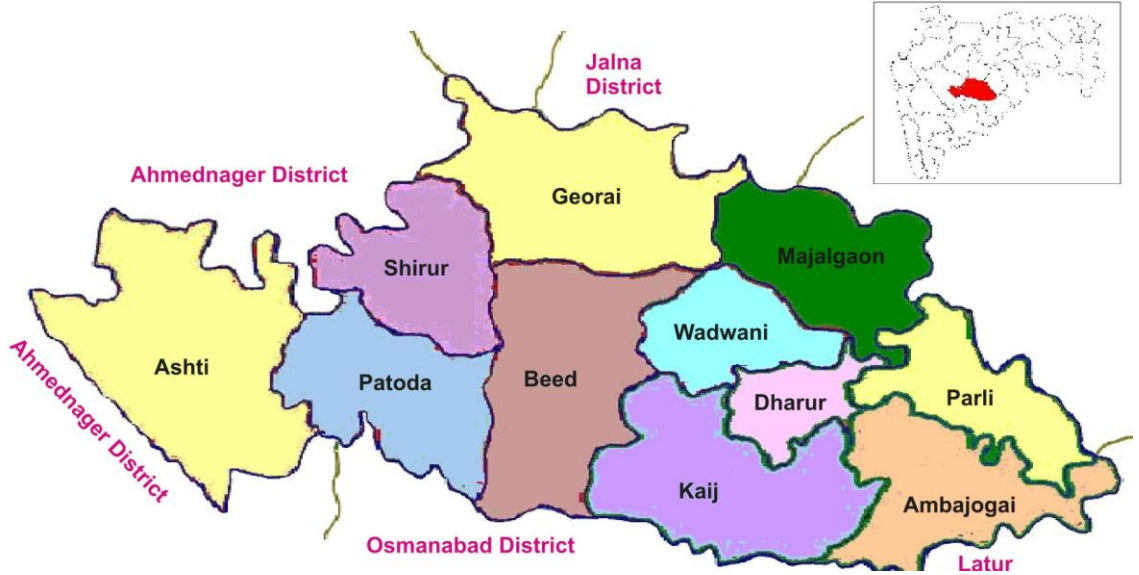 Jalna
District
Ahmednager District
Georai
Majalgaon
Shirur
Wadwani
Ashti
Patoda
Beed
Dharur
Parli
Ahmednager District
Kaij
Ambajogai
Osmanabad District
Latur